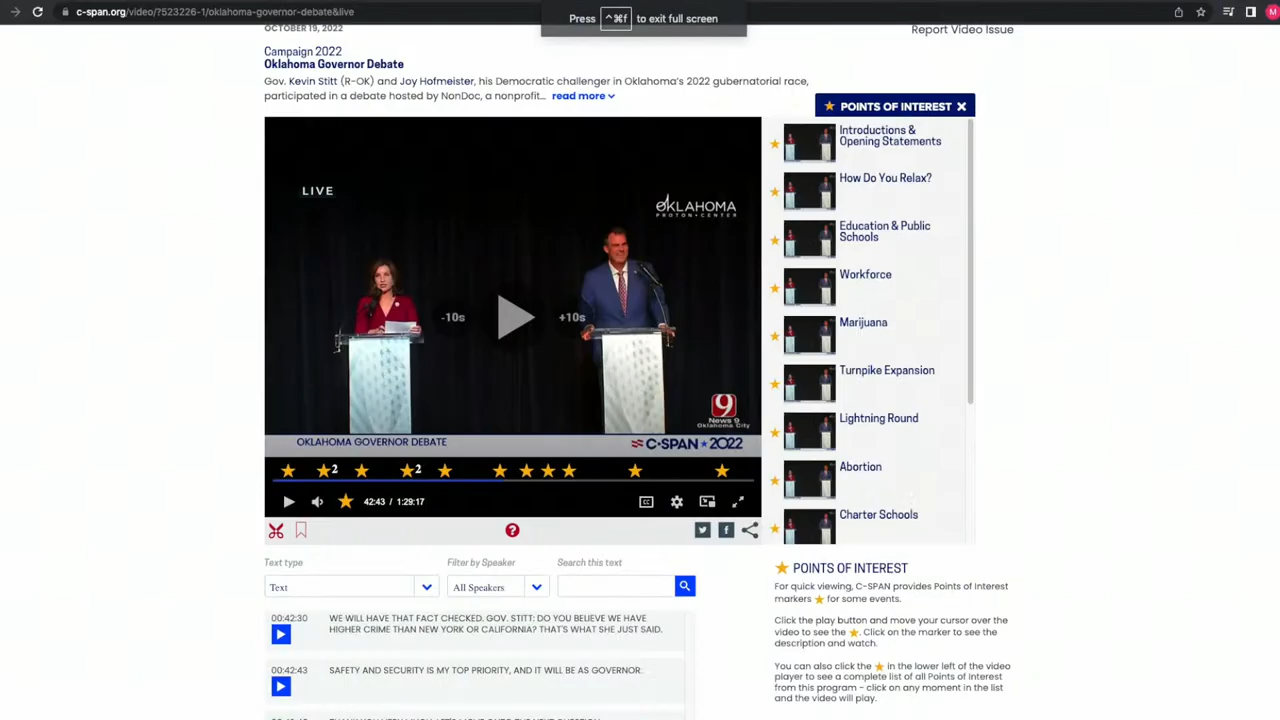 c-span.org/video/?523226-1/oklahoma-governor-debate&live
Press ^⌘f to exit full screen
M
OCTOBER 19, 2022
Report Video Issue
Campaign 2022
Oklahoma Governor Debate
Gov. Kevin Stitt (R-OK) and Joy Hofmeister, his Democratic challenger in Oklahoma's 2022 gubernatorial race,
participated in a debate hosted by NonDoc, a nonprofit... read more
POINTS OF INTEREST
LIVE
OKLAHOMA
PROTON CENTER
-10s
+10s
9
News 9
Oklahoma City
OKLAHOMA GOVERNOR DEBATE
C-SPAN 2022
2
2
42:43 / 1:29:17
CC
Introductions &
Opening Statements
How Do You Relax?
Education & Public
Schools
Workforce
Marijuana
Turnpike Expansion
Lightning Round
Abortion
Charter Schools
?
Text type
Filter by Speaker
Search this text
Text
All Speakers
00:42:30
WE WILL HAVE THAT FACT CHECKED. GOV. STITT: DO YOU BELIEVE WE HAVE
HIGHER CRIME THAN NEW YORK OR CALIFORNIA? THAT'S WHAT SHE JUST SAID.
00:42:43
SAFETY AND SECURITY IS MY TOP PRIORITY, AND IT WILL BE AS GOVERNOR.
POINTS OF INTEREST
For quick viewing, C-SPAN provides Points of Interest
markers for some events.
Click the play button and move your cursor over the
video to see the . Click on the marker to see the
description and watch.
You can also click the in the lower left of the video
player to see a complete list of all Points of Interest
from this program - click on any moment in the list
and the video will play.